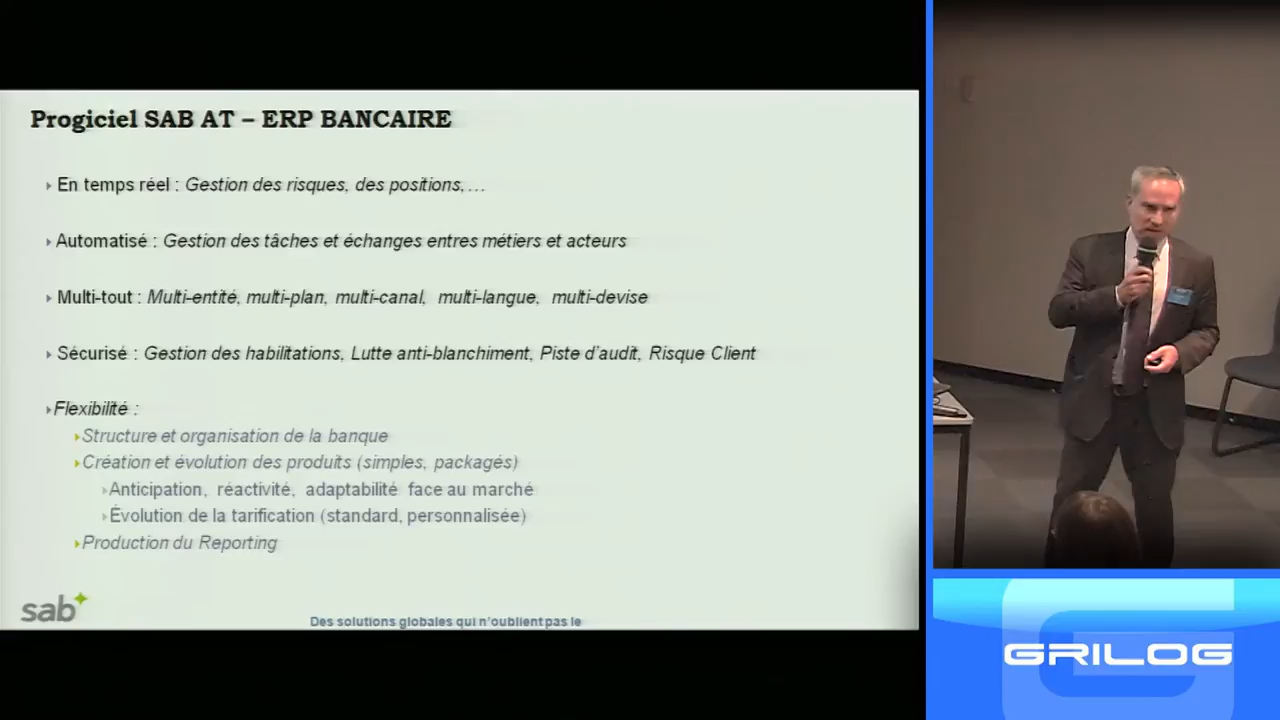 Progiciel SAB AT – ERP BANCAIRE
En temps réel : Gestion des risques, des positions,…
Automatisé : Gestion des tâches et échanges entres métiers et acteurs
Multi-tout : Multi-entité, multi-plan, multi-canal, multi-langue, multi-devise
Sécurisé : Gestion des habilitations, Lutte anti-blanchiment, Piste d'audit, Risque Client
Flexibilité :
Structure et organisation de la banque
Création et évolution des produits (simples, packagés)
Anticipation, réactivité, adaptabilité face au marché
Évolution de la tarification (standard, personnalisée)
Production du Reporting
sab
Des solutions globales qui n'oublient pas le
GRILOG